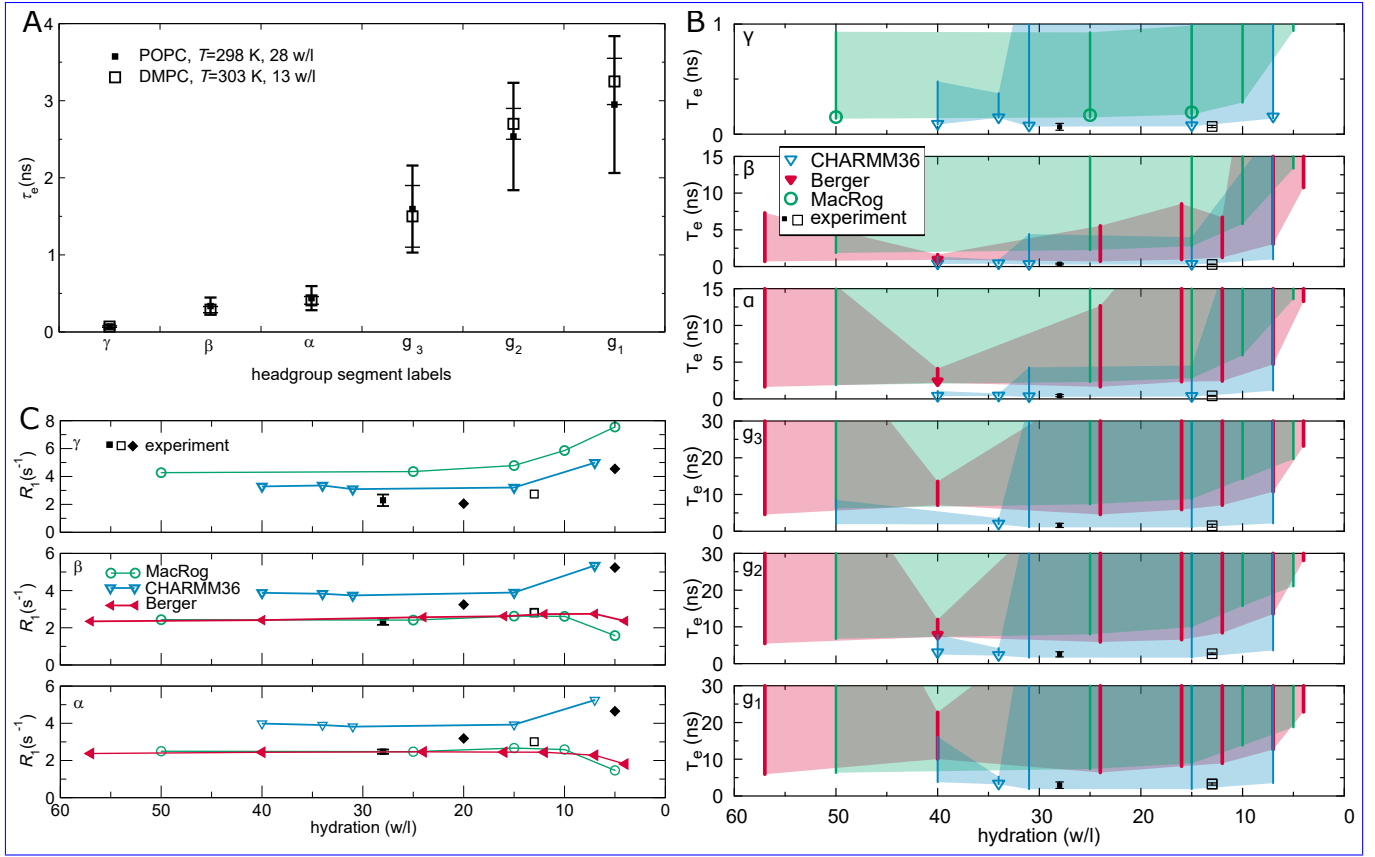 A
4
3
2
1
0
τe(ns)
POPC, T=298 K, 28 w/l
DMPC, T=303 K, 13 w/l
γ β α g3 g2 g1
headgroup segment labels
B
γ
1
0
τe (ns)
CHARMM36
Berger
MacRog
experiment
β
15
10
5
0
τe (ns)
α
15
10
5
0
τe (ns)
g3
30
20
10
0
τe (ns)
g2
30
20
10
0
τe (ns)
g1
30
20
10
0
τe (ns)
60 50 40 30 20 10 0
hydration (w/l)
C
γ
experiment
8
6
4
2
0
R1(s-1)
β
MacRog
CHARMM36
Berger
6
4
2
0
R1(s-1)
α
6
4
2
0
R1(s-1)
60 50 40 30 20 10 0
hydration (w/l)